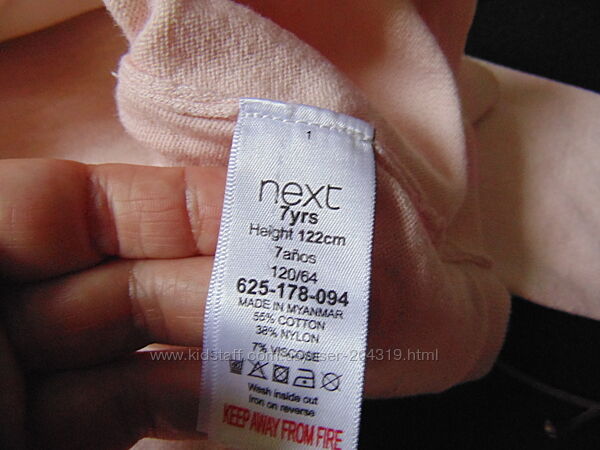 1
next
7yrs
Height 122cm
7años
120/64
625-178-094
MADE IN MYANMAR
55% COTTON
38% NYLON
7% VISCOSE
Wash inside out
Iron on reverse
KEEP AWAY FROM FIRE